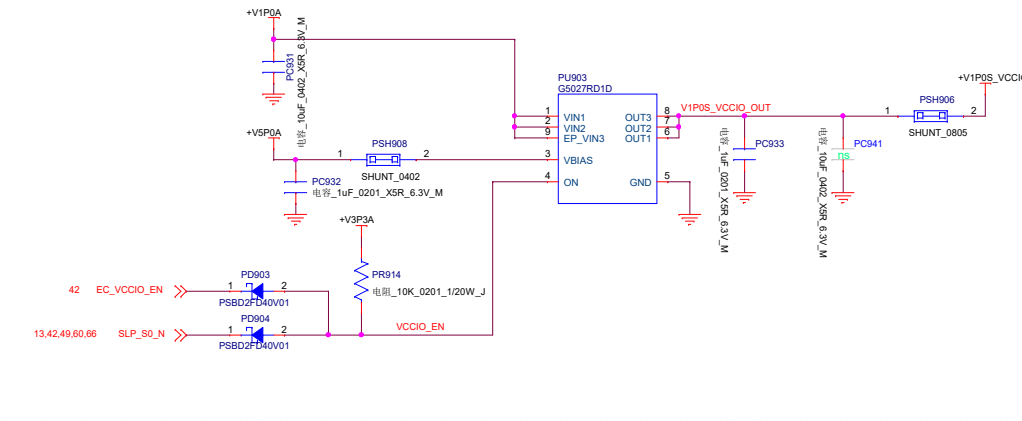 +V1P0A
PC931
电容_10uF_0402_X5R_6.3V_M
+V5P0A
PSH908
1
2
SHUNT_0402
PC932
电容_1uF_0201_X5R_6.3V_M
PU903
G5027RD1D
1
VIN1
2
VIN2
9
EP_VIN3
3
VBIAS
4
ON
OUT3
8
OUT2
7
OUT1
6
GND
5
V1P0S_VCCIO_OUT
PC933
电容_1uF_0201_X5R_6.3V_M
PC941
ns
电容_10uF_0402_X5R_6.3V_M
1
PSH906
2
SHUNT_0805
+V1P0S_VCCI
+V3P3A
PR914
电阻_10K_0201_1/20W_J
42
EC_VCCIO_EN
PD903
1
2
PSBD2FD40V01
13,42,49,60,66
SLP_S0_N
PD904
1
2
PSBD2FD40V01
VCCIO_EN